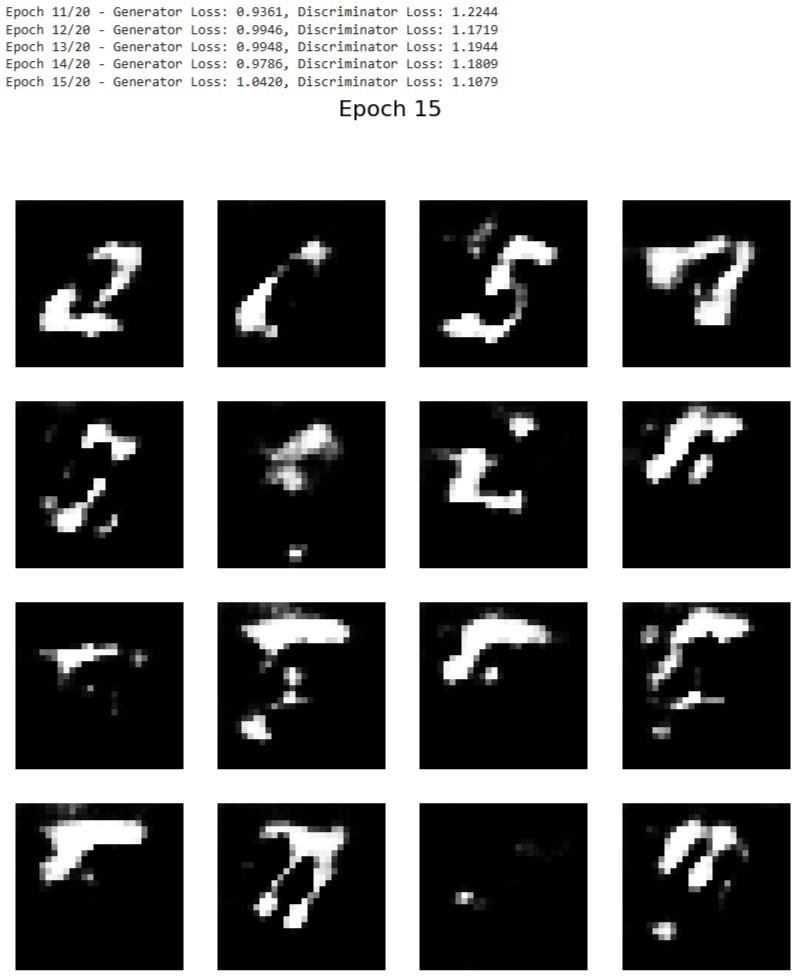 Epoch 11/20 - Generator Loss: 0.9361, Discriminator Loss: 1.2244
Epoch 12/20 - Generator Loss: 0.9946, Discriminator Loss: 1.1719
Epoch 13/20 - Generator Loss: 0.9948, Discriminator Loss: 1.1944
Epoch 14/20 - Generator Loss: 0.9786, Discriminator Loss: 1.1809
Epoch 15/20 - Generator Loss: 1.0420, Discriminator Loss: 1.1079
Epoch 15